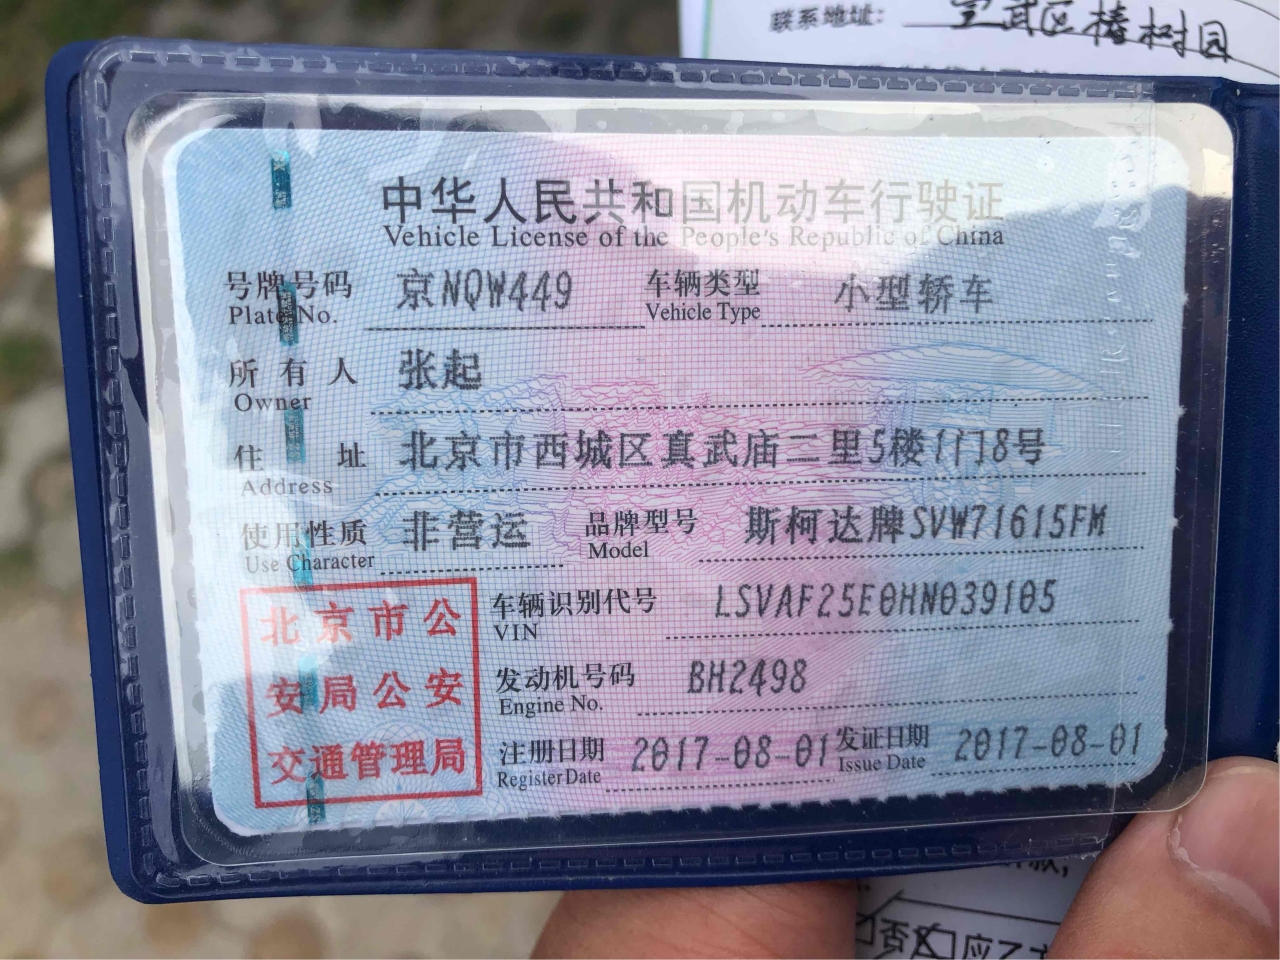 联系地址：宣武区椿树园
中华人民共和国机动车行驶证
Vehicle License of the People's Republic of China
号牌号码 京NQW449 车辆类型 小型轿车
Plate No. Vehicle Type
所有人 张起
Owner
住址 北京市西城区真武庙二里5楼1门8号
Address
使用性质 非营运 品牌型号 斯柯达牌SVW71615FM
Use Character Model
北京市公
安局公安
交通管理局
车辆识别代号 LSVAF25E0HN039105
VIN
发动机号码 BH2498
Engine No.
注册日期 2017-08-01 发证日期 2017-08-01
Register Date Issue Date
否 应乙方